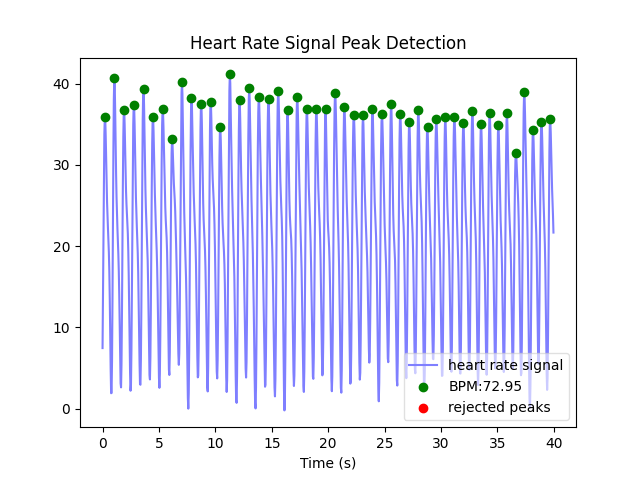 Heart Rate Signal Peak Detection
40
30
20
10
0
heart rate signal
BPM:72.95
rejected peaks
0 5 10 15 20 25 30 35 40
Time (s)